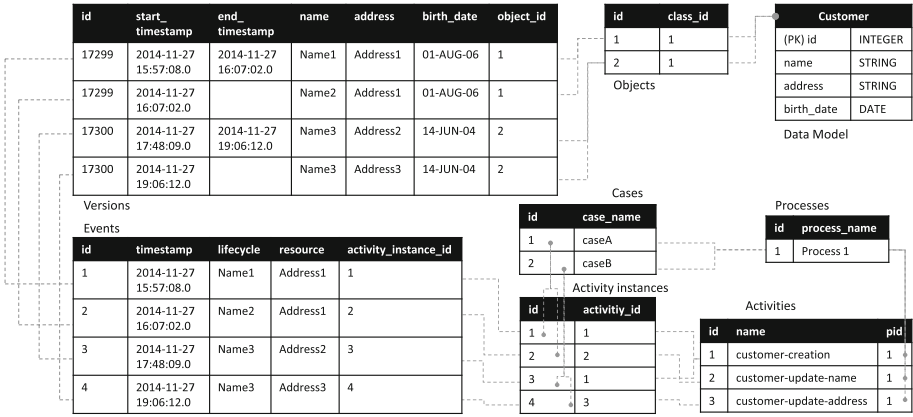 id start_ end_ name address birth_date object_id
timestamp timestamp
17299 2014-11-27 2014-11-27 Name1 Address1 01-AUG-06 1
15:57:08.0 16:07:02.0
17299 2014-11-27 Name2 Address1 01-AUG-06 1
16:07:02.0
17300 2014-11-27 2014-11-27 Name3 Address2 14-JUN-04 2
17:48:09.0 19:06:12.0
17300 2014-11-27 Name3 Address3 14-JUN-04 2
19:06:12.0
Versions
id class_id
1 1
2 1
Objects
Customer
(PK) id INTEGER
name STRING
address STRING
birth_date DATE
Data Model
Events
id timestamp lifecycle resource activity_instance_id
1 2014-11-27 Name1 Address1 1
15:57:08.0
2 2014-11-27 Name2 Address1 2
16:07:02.0
3 2014-11-27 Name3 Address2 3
17:48:09.0
4 2014-11-27 Name3 Address3 4
19:06:12.0
Cases
id case_name
1 caseA
2 caseB
Processes
id process_name
1 Process 1
Activity instances
id activitiy_id
1 1
2 2
3 1
4 3
Activities
id name pid
1 customer-creation 1
2 customer-update-name 1
3 customer-update-address 1